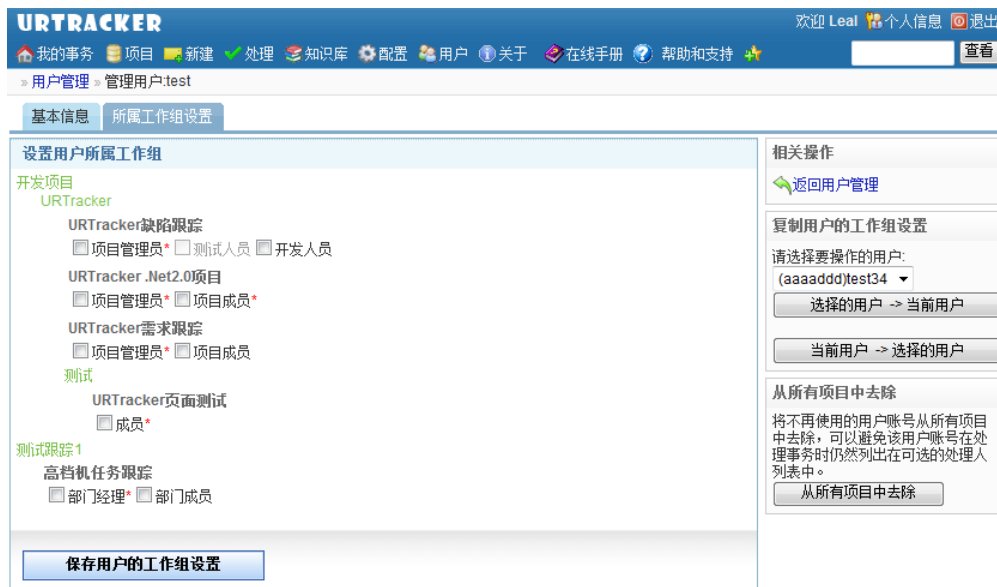 URTRACKER
欢迎 Leal 个人信息 退出
我的事务 项目 新建 处理 知识库 配置 用户 关于 在线手册 帮助和支持 查看
» 用户管理 » 管理用户:test
基本信息 所属工作组设置
设置用户所属工作组
开发项目
URTracker
URTracker缺陷跟踪
项目管理员* 测试人员 开发人员
URTracker .Net2.0项目
项目管理员* 项目成员*
URTracker需求跟踪
项目管理员* 项目成员
测试
URTracker页面测试
成员*
测试跟踪1
高档机任务跟踪
部门经理* 部门成员
保存用户的工作组设置
相关操作
返回用户管理
复制用户的工作组设置
请选择要操作的用户:
(aaaaddd)test34
选择的用户 -> 当前用户
当前用户 -> 选择的用户
从所有项目中去除
将不再使用的用户账号从所有项目
中去除，可以避免该用户账号在处
理事务时仍然列出在可选的处理人
列表中。
从所有项目中去除